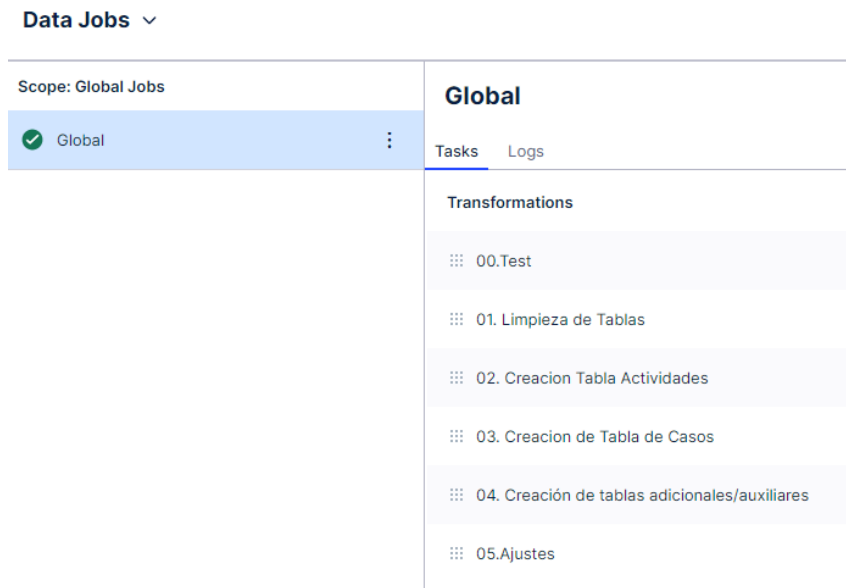 Data Jobs
Scope: Global Jobs
Global
Global
Tasks Logs
Transformations
00.Test
01. Limpieza de Tablas
02. Creacion Tabla Actividades
03. Creacion de Tabla de Casos
04. Creación de tablas adicionales/auxiliares
05.Ajustes